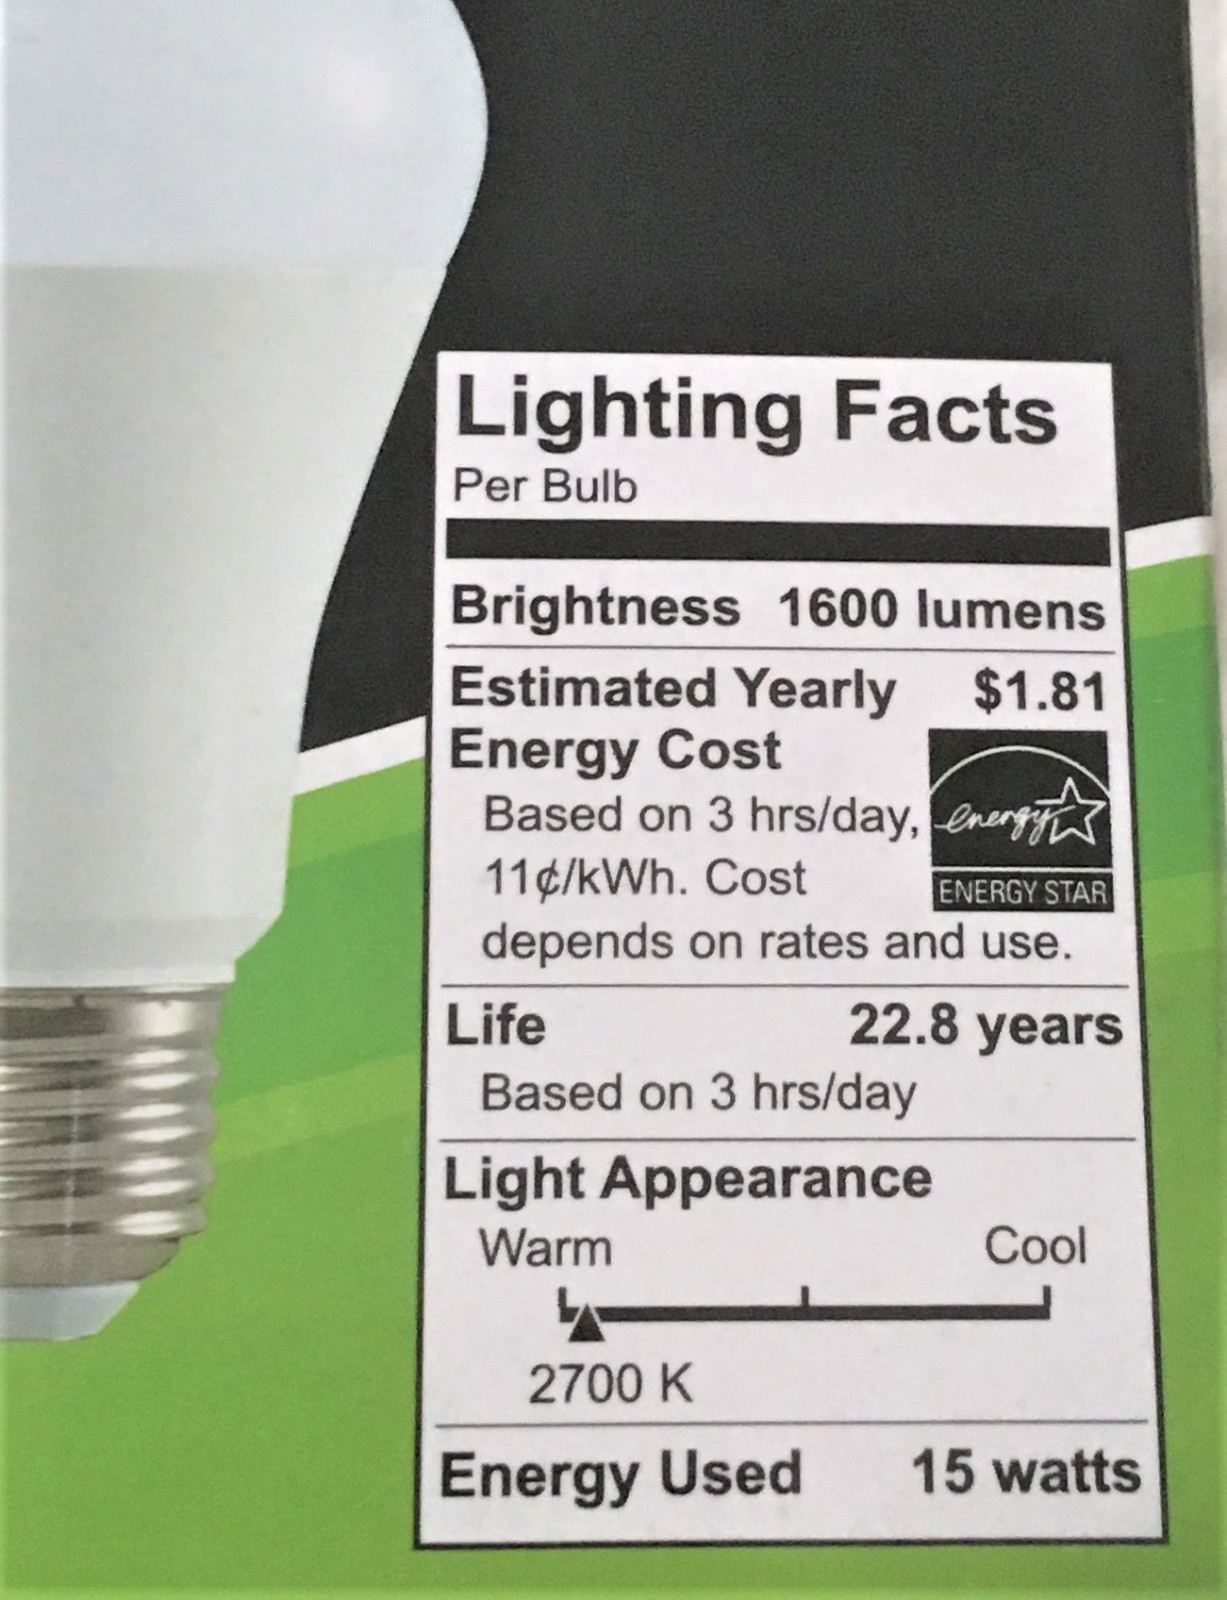 Lighting Facts
Per Bulb
Brightness 1600 lumens
Estimated Yearly $1.81
Energy Cost
Based on 3 hrs/day,
11¢/kWh. Cost
depends on rates and use.
energy
ENERGY STAR
Life 22.8 years
Based on 3 hrs/day
Light Appearance
Warm Cool
2700 K
Energy Used 15 watts